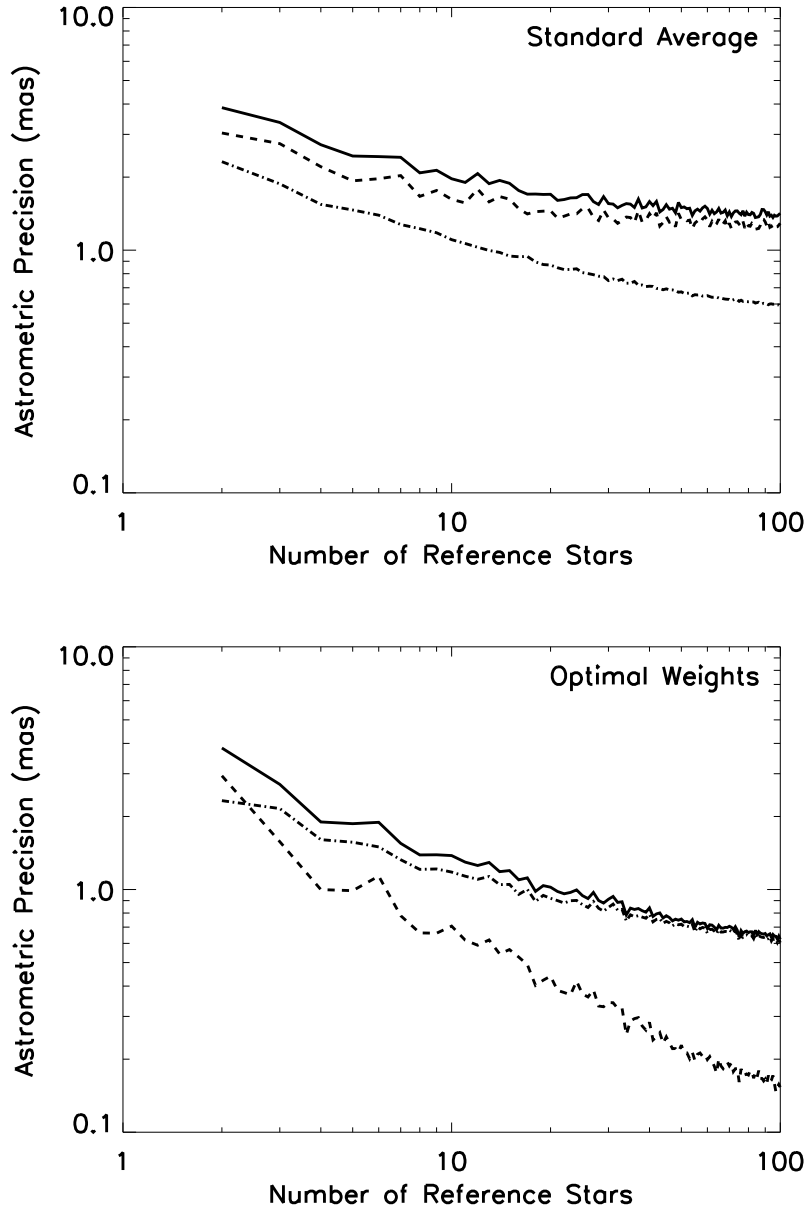 Standard Average
10.0
1.0
0.1
Astrometric Precision (mas)
1 10 100
Number of Reference Stars
Optimal Weights
10.0
1.0
0.1
Astrometric Precision (mas)
1 10 100
Number of Reference Stars